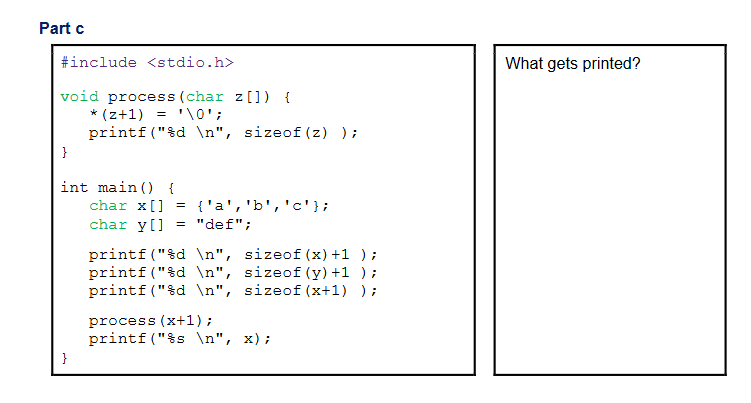 Part c
#include <stdio.h>
void process(char z[]) {
   *(z+1) = '\0';
   printf("%d \n", sizeof(z) );
}
int main() {
   char x[] = {'a','b','c'};
   char y[] = "def";
   printf("%d \n", sizeof(x)+1 );
   printf("%d \n", sizeof(y)+1 );
   printf("%d \n", sizeof(x+1) );
   process(x+1);
   printf("%s \n", x);
}
What gets printed?